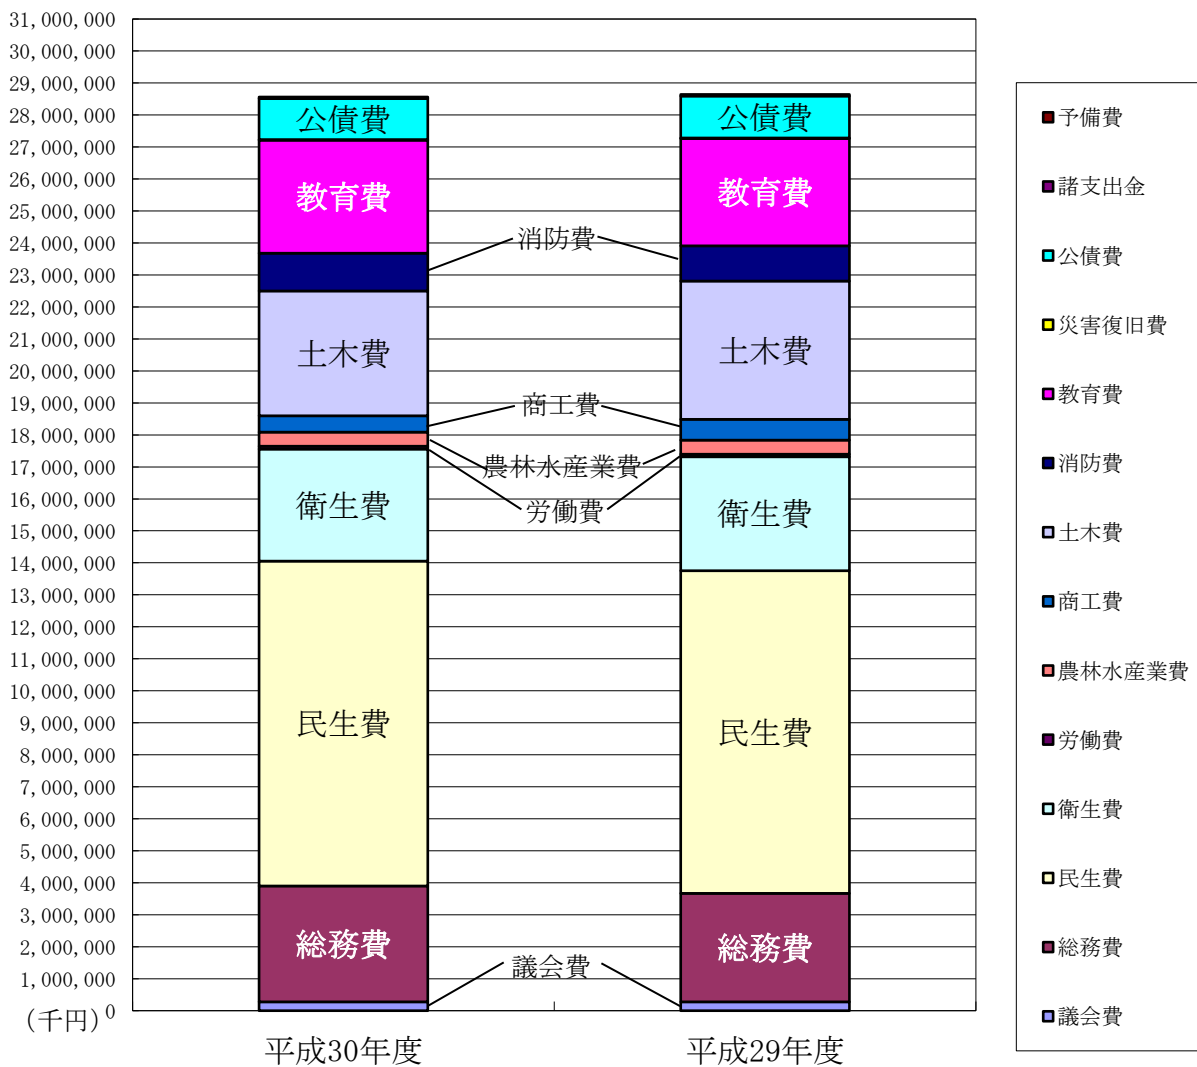 31,000,000
30,000,000
29,000,000
28,000,000
27,000,000
26,000,000
25,000,000
24,000,000
23,000,000
22,000,000
21,000,000
20,000,000
19,000,000
18,000,000
17,000,000
16,000,000
15,000,000
14,000,000
13,000,000
12,000,000
11,000,000
10,000,000
9,000,000
8,000,000
7,000,000
6,000,000
5,000,000
4,000,000
3,000,000
2,000,000
1,000,000
0
(千円)
公債費
教育費
土木費
衛生費
民生費
総務費
平成30年度
消防費
商工費
農林水産業費
労働費
議会費
公債費
教育費
土木費
衛生費
民生費
総務費
平成29年度
予備費
諸支出金
公債費
災害復旧費
教育費
消防費
土木費
商工費
農林水産業費
労働費
衛生費
民生費
総務費
議会費